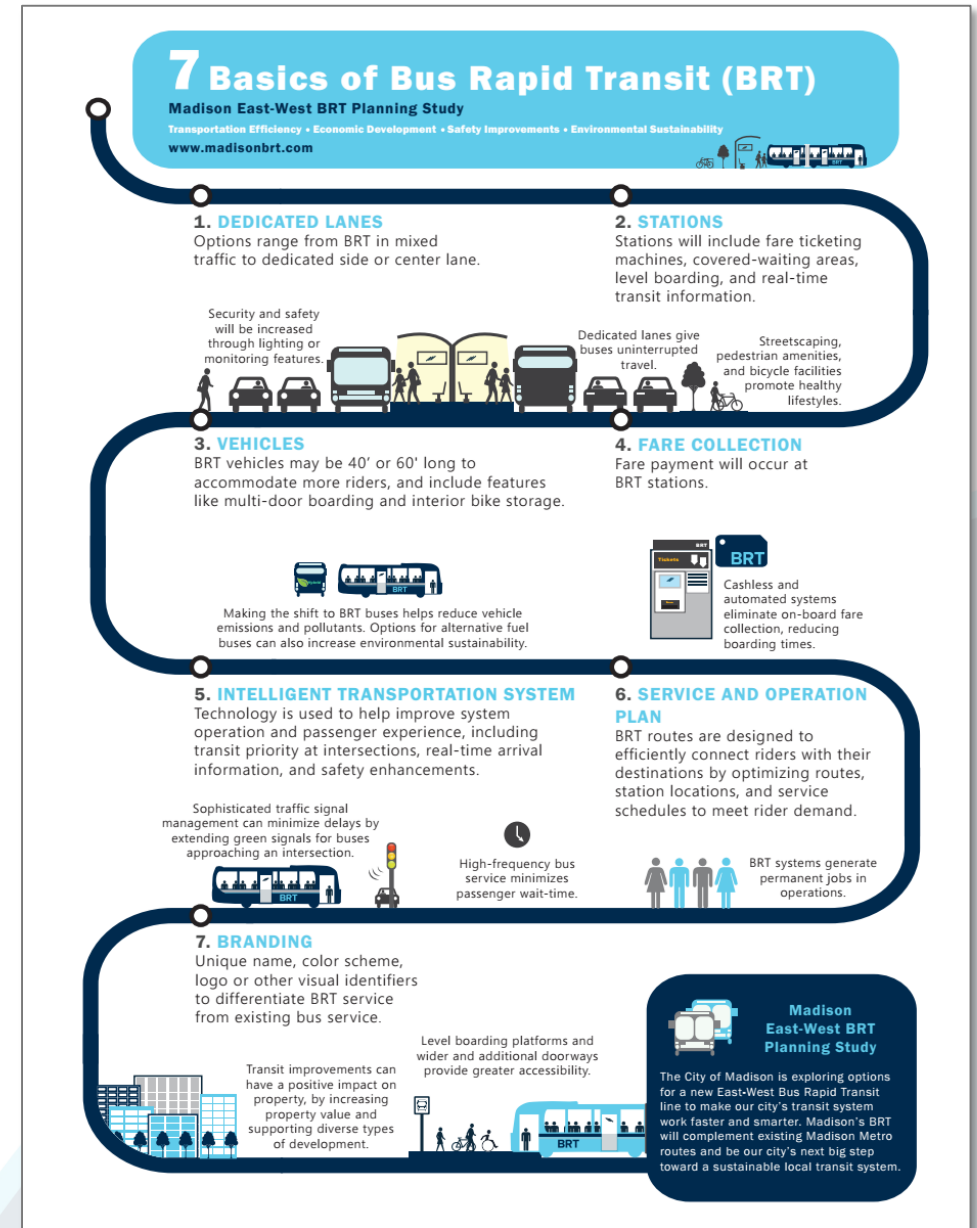 7 Basics of Bus Rapid Transit (BRT)
Madison East-West BRT Planning Study
Transportation Efficiency • Economic Development • Safety Improvements • Environmental Sustainability
www.madisonbrt.com
1. DEDICATED LANES
Options range from BRT in mixed
traffic to dedicated side or center lane.
2. STATIONS
Stations will include fare ticketing
machines, covered-waiting areas,
level boarding, and real-time
transit information.
Security and safety
will be increased
through lighting or
monitoring features.
Dedicated lanes give
buses uninterrupted
travel.
Streetscaping,
pedestrian amenities,
and bicycle facilities
promote healthy
lifestyles.
3. VEHICLES
BRT vehicles may be 40’ or 60' long to
accommodate more riders, and include features
like multi-door boarding and interior bike storage.
4. FARE COLLECTION
Fare payment will occur at
BRT stations.
BRT
Making the shift to BRT buses helps reduce vehicle
emissions and pollutants. Options for alternative fuel
buses can also increase environmental sustainability.
BRT
Tickets
BRT
Cashless and
automated systems
eliminate on-board fare
collection, reducing
boarding times.
5. INTELLIGENT TRANSPORTATION SYSTEM
Technology is used to help improve system
operation and passenger experience, including
transit priority at intersections, real-time arrival
information, and safety enhancements.
6. SERVICE AND OPERATION
PLAN
BRT routes are designed to
efficiently connect riders with their
destinations by optimizing routes,
station locations, and service
schedules to meet rider demand.
Sophisticated traffic signal
management can minimize delays by
extending green signals for buses
approaching an intersection.
BRT
High-frequency bus
service minimizes
passenger wait-time.
BRT systems generate
permanent jobs in
operations.
7. BRANDING
Unique name, color scheme,
logo or other visual identifiers
to differentiate BRT service
from existing bus service.
Transit improvements can
have a positive impact on
property, by increasing
property value and
supporting diverse types
of development.
Level boarding platforms and
wider and additional doorways
provide greater accessibility.
BRT
Madison
East-West BRT
Planning Study
The City of Madison is exploring options
for a new East-West Bus Rapid Transit
line to make our city’s transit system
work faster and smarter. Madison’s BRT
will complement existing Madison Metro
routes and be our city’s next big step
toward a sustainable local transit system.